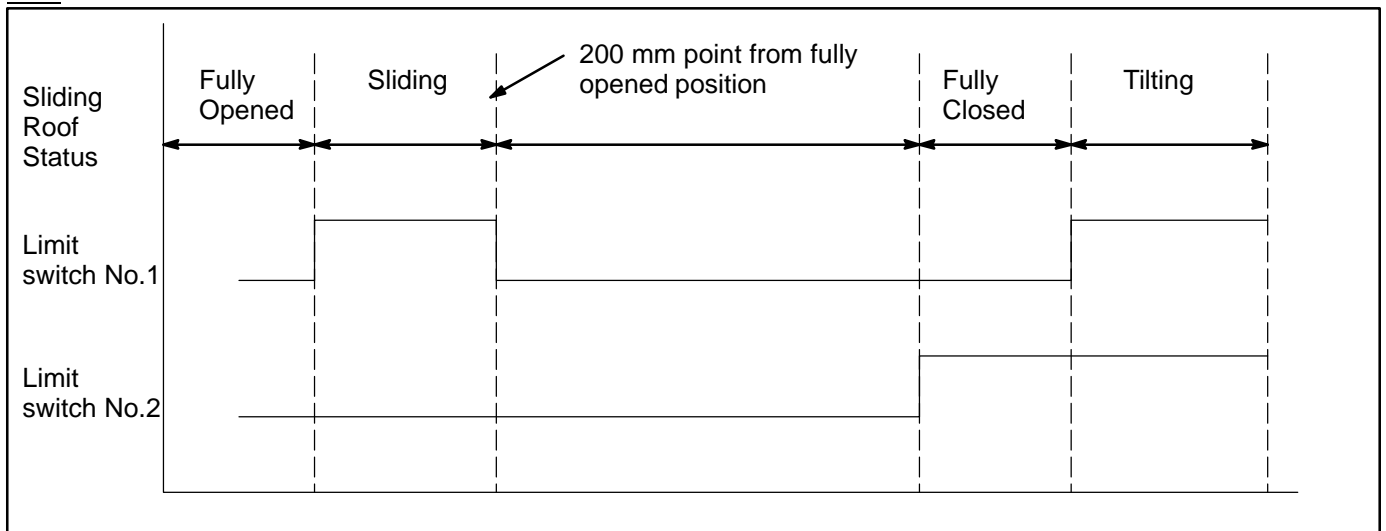 Sliding
Roof
Status
Fully
Opened
Sliding
200 mm point from fully
opened position
Fully
Closed
Tilting
Limit
switch No.1
Limit
switch No.2